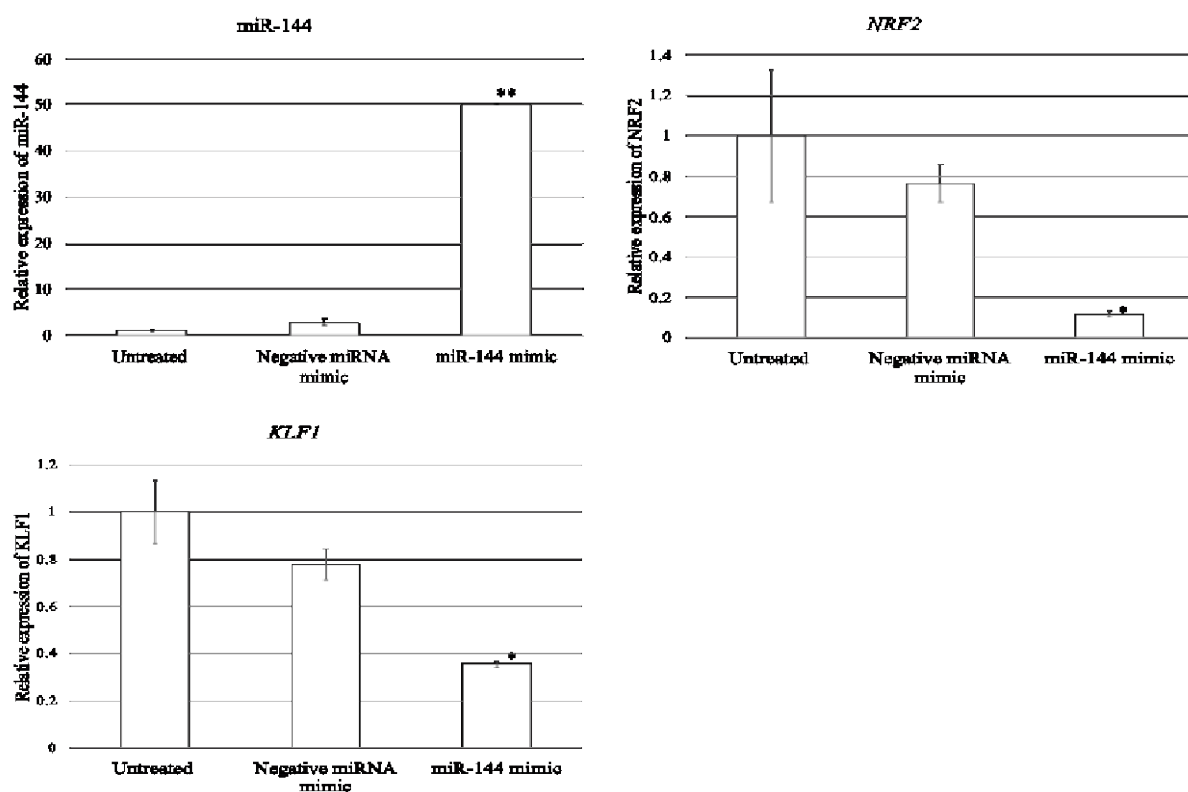 miR-144
Relative expression of miR-144
60
50
40
30
20
10
0
**
Untreated
Negative miRNA
mimic
miR-144 mimic
NRF2
Relative expression of NRF2
1.4
1.2
1
0.8
0.6
0.4
0.2
0
*
Untreated
Negative miRNA
mimic
miR-144 mimic
KLF1
Relative expression of KLF1
1.2
1
0.8
0.6
0.4
0.2
0
*
Untreated
Negative miRNA
mimic
miR-144 mimic